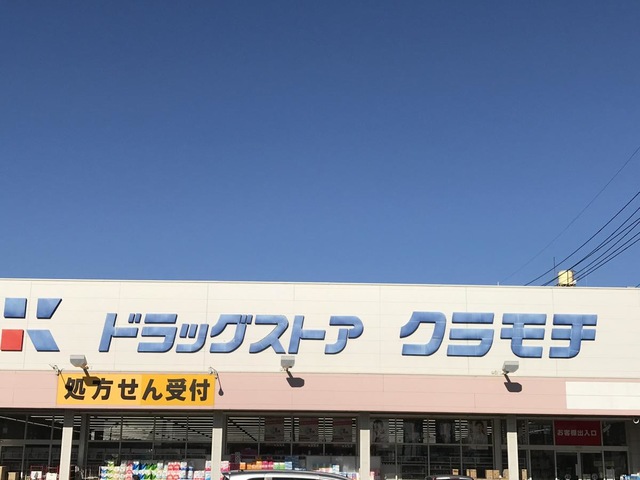 ドラッグストア クラモチ
処方せん受付
お客様出入口